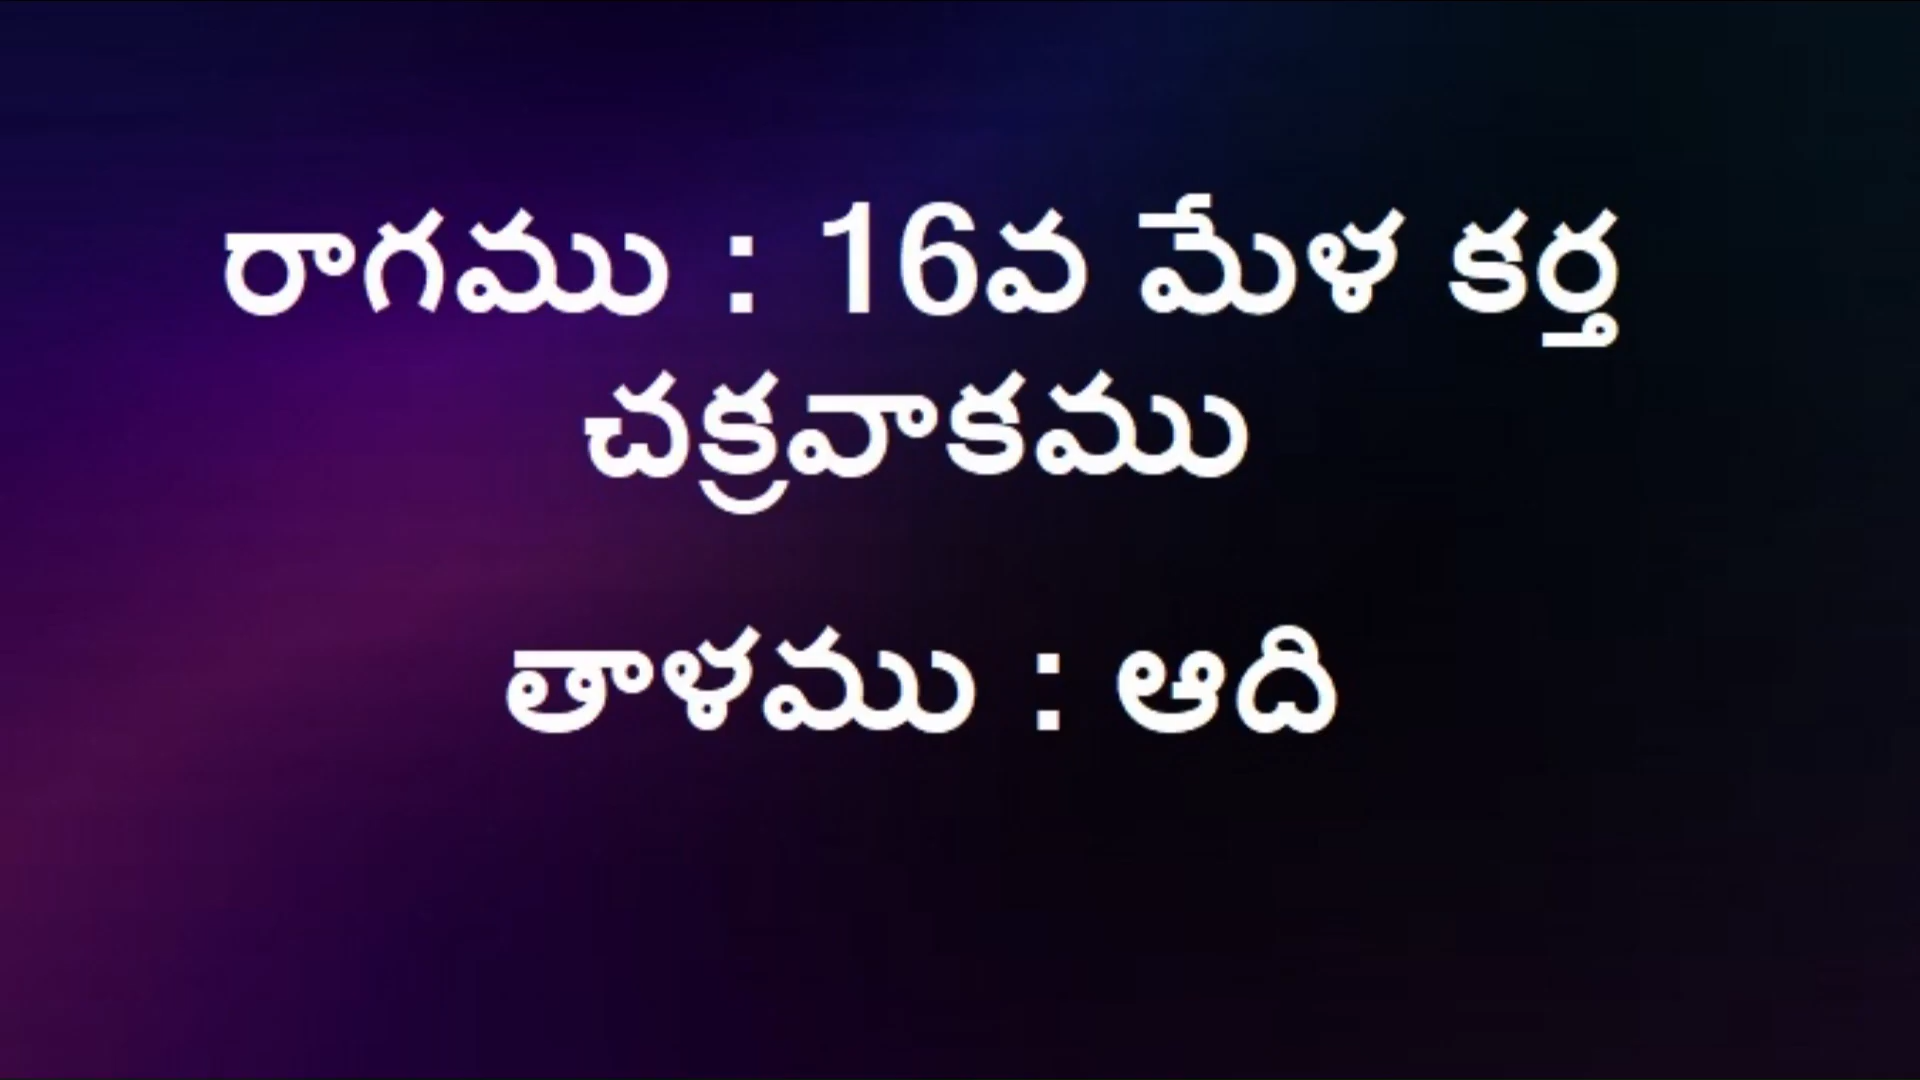 రాగము : 16వ మేళ కర్త
చక్రవాకము
తాళము : ఆది